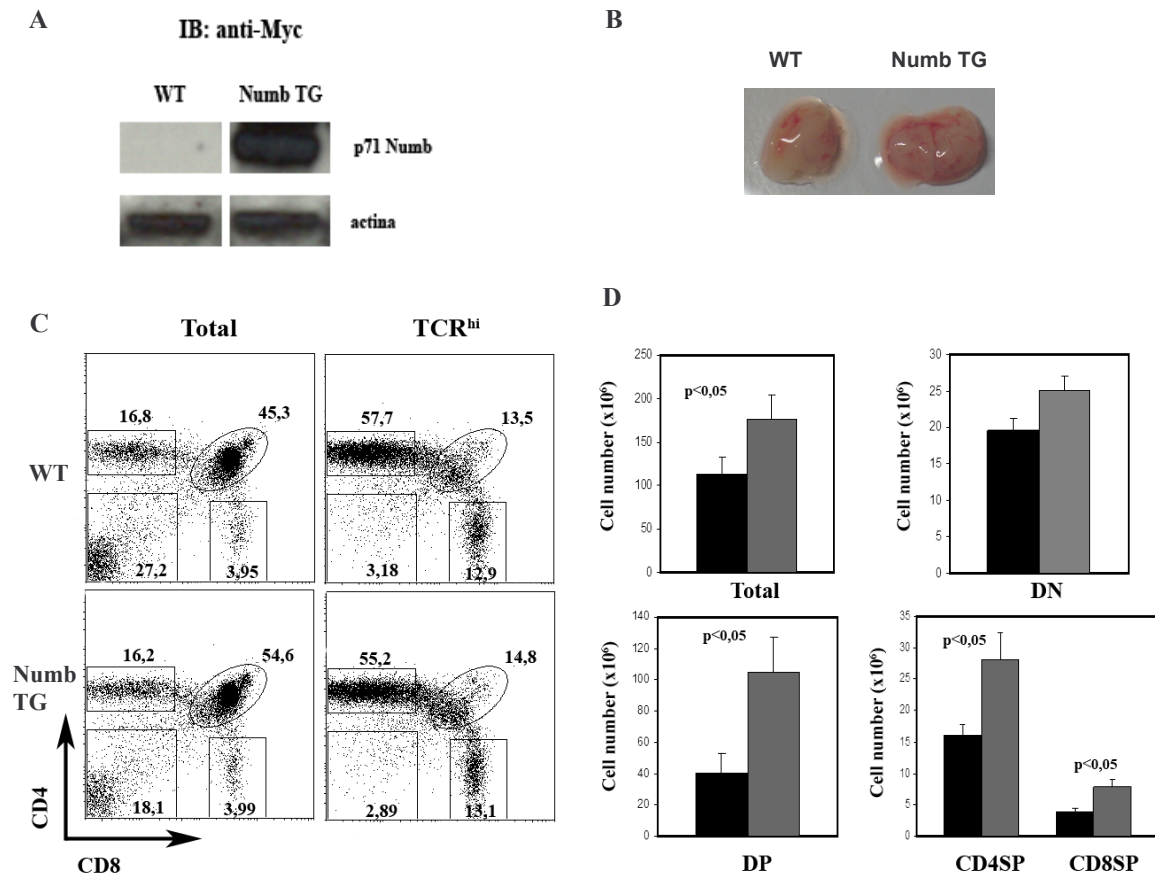 A
IB: anti-Myc
WT Numb TG
p71 Numb
actina
B
WT Numb TG
C
Total TCRhi
WT
16,8 45,3
27,2 3,95
57,7 13,5
3,18 12,9
Numb
TG
16,2 54,6
18,1 3,99
55,2 14,8
2,89 13,1
CD4
CD8
D
Cell number (x10⁶)
250
200
150
100
50
0
p<0,05
Total
Cell number (x10⁶)
30
25
20
15
10
5
0
DN
Cell number (x10⁶)
140
120
100
80
60
40
20
0
p<0,05
DP
Cell number (x10⁶)
35
30
25
20
15
10
5
0
p<0,05
p<0,05
CD4SP CD8SP